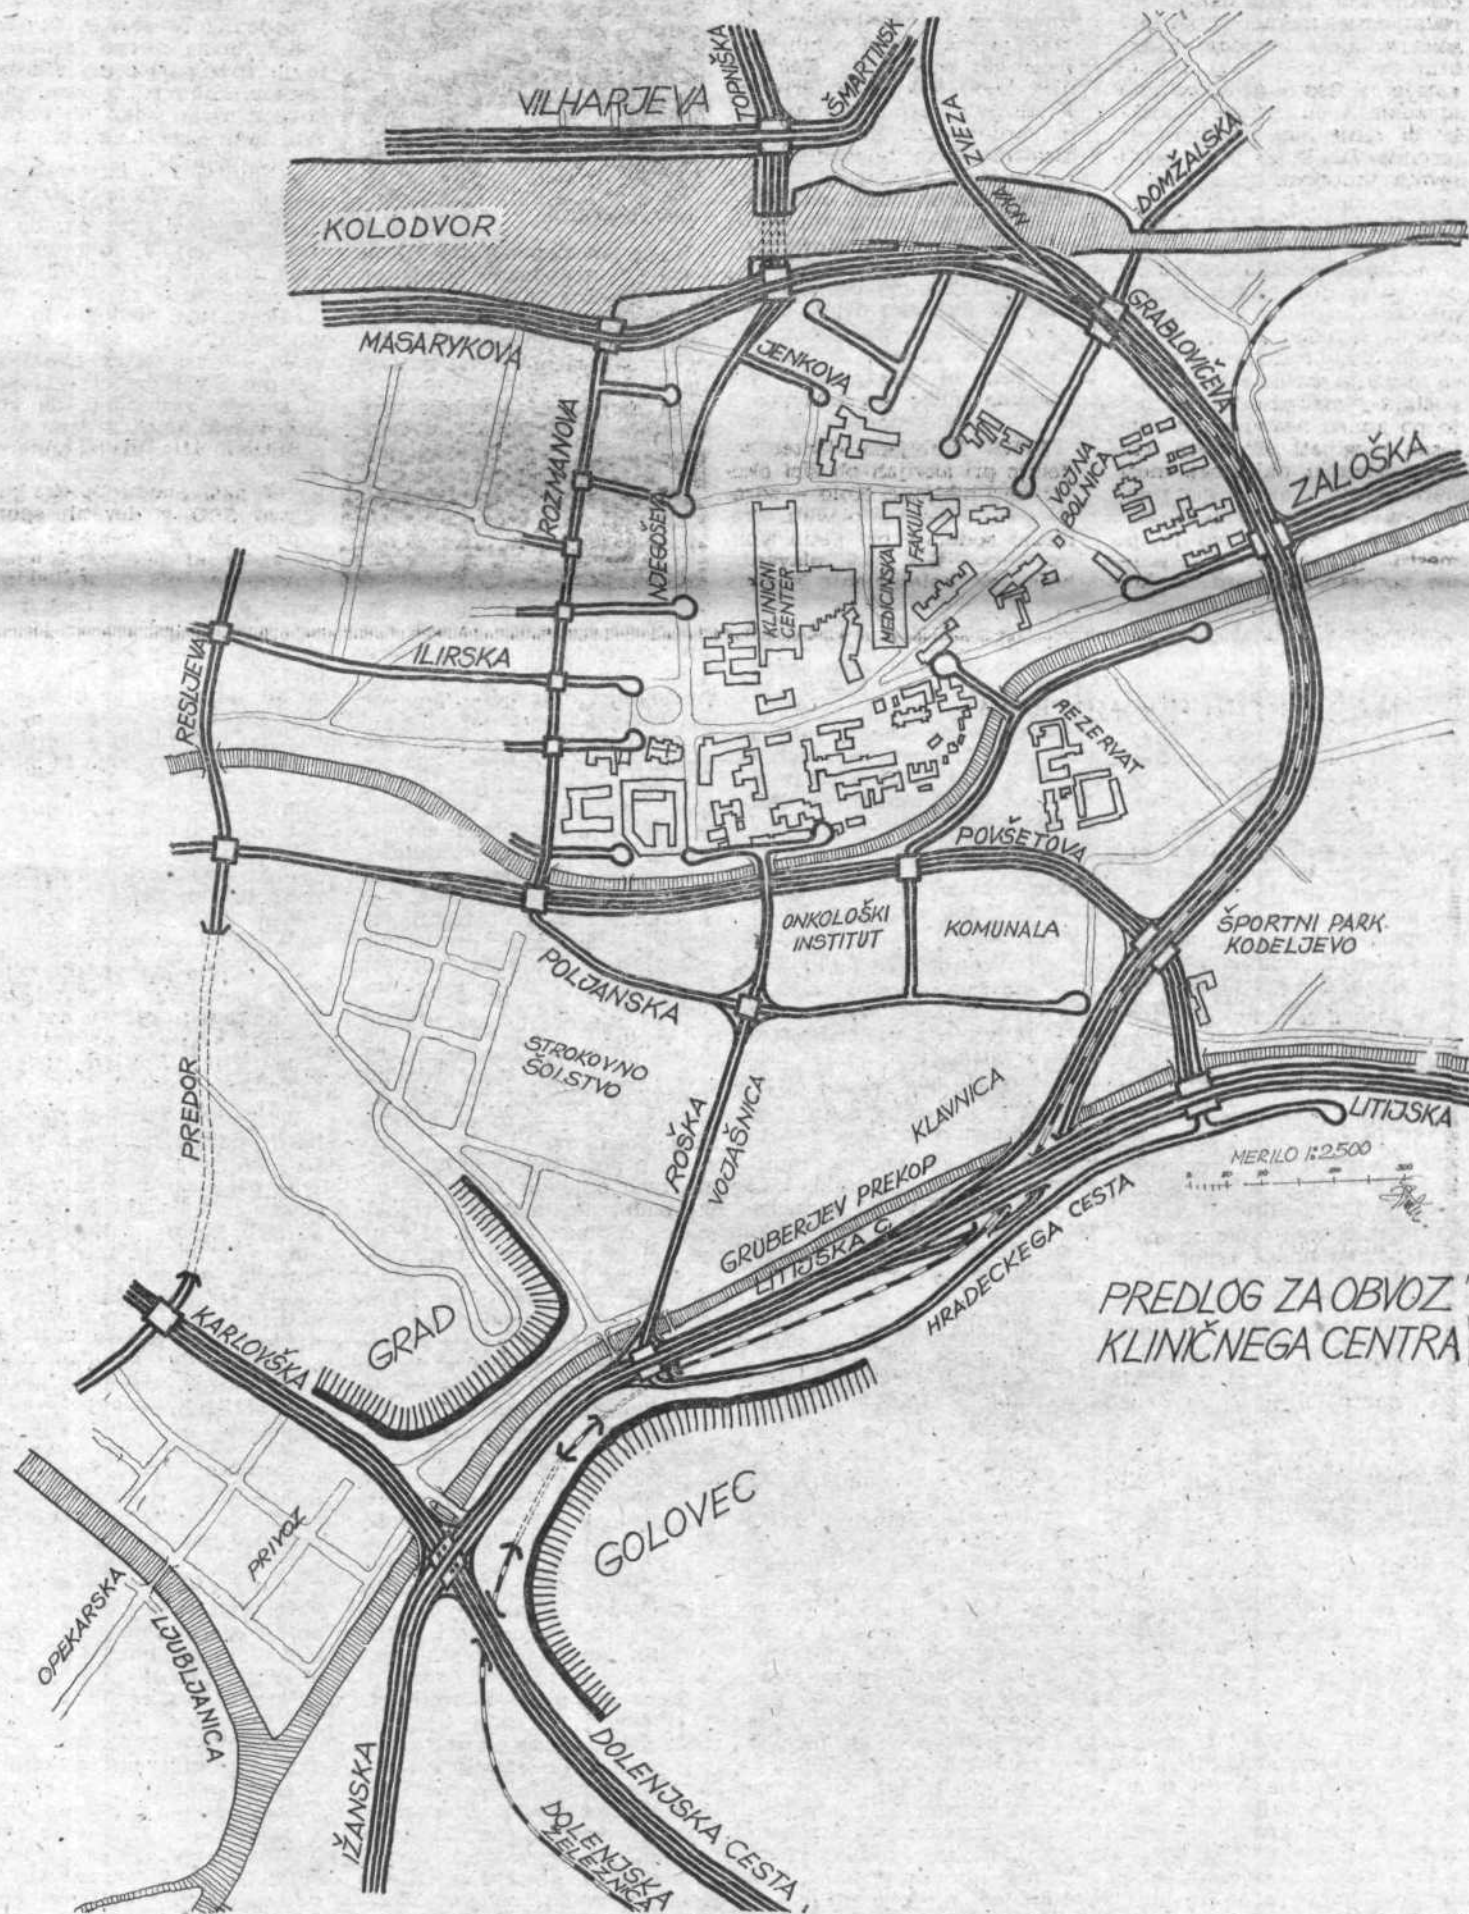 TOPNIŠKA
ŠMARTINSK
VILHARJEVA
ZVEZA
NOVA
DOMŽALSKA
KOLODVOR
MASARYKOVA
JENKOVA
GRABLOVIČEVA
ROZMANOVA
NJEGOŠEVA
VOJNA
BOLNICA
ZALOŠKA
KLINIČNI
CENTER
MEDICINSKA
FAKULT.
RESLJEVA
ILIRSKA
REZERVAT
POVŠETOVA
ONKOLOŠKI
INSTITUT
KOMUNALA
ŠPORTNI PARK
KODELJEVO
POLJANSKA
STROKOVNO
ŠOLSTVO
PREDOR
ROŠKA
VOJAŠNICA
KLAVNICA
GRUBERJEV PREKOP
LITIJSKA C.
HRADECKEGA CESTA
LITIJSKA
MERILO 1:2500
KARLOVŠKA
GRAD
PREDLOG ZA OBVOZ
KLINIČNEGA CENTRA
GOLOVEC
PRIVOZ
OPEKARSKA
LJUBLJANICA
IŽANSKA
DOLENJSKA CESTA
DOLENJSKA
ŽELEZNICA